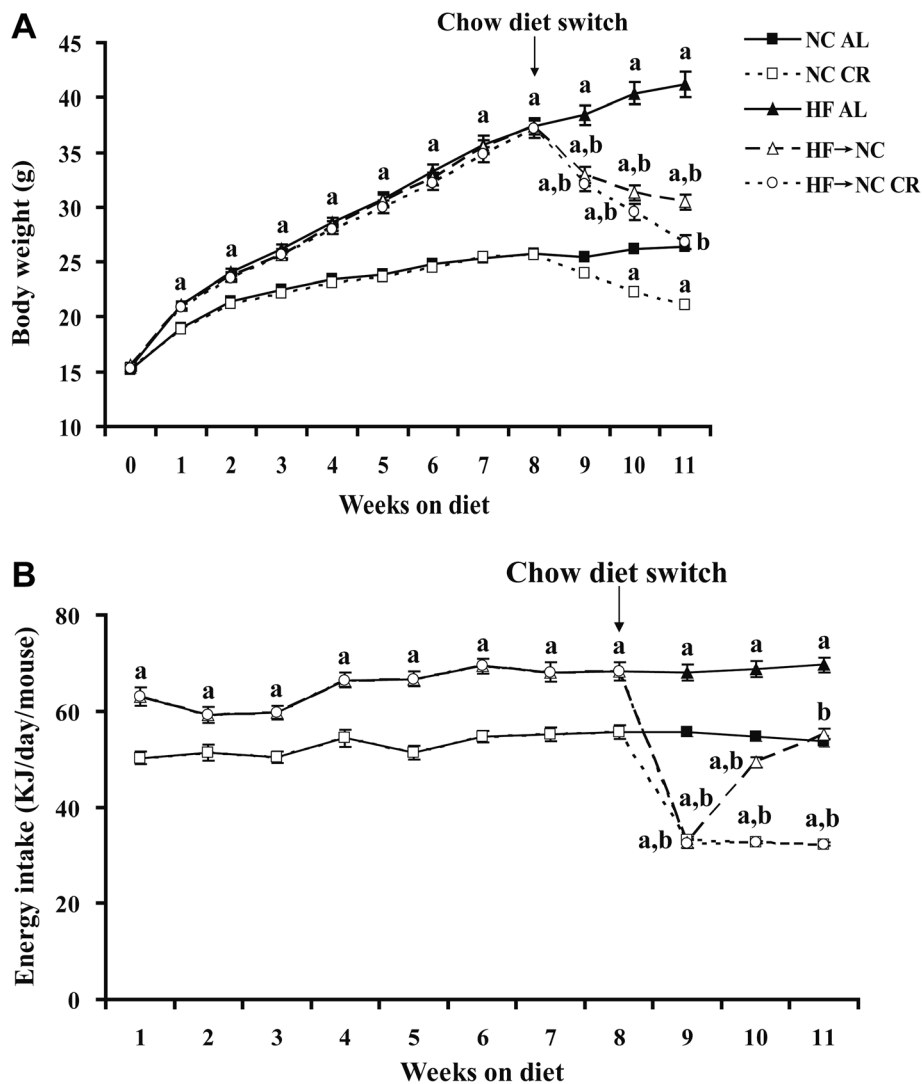 A
Chow diet switch
45
40
35
30
25
20
15
10
Body weight (g)
a a a a a a a a a a a
a,b a,b a,b
a,b a,b b
a a
0 1 2 3 4 5 6 7 8 9 10 11
Weeks on diet
NC AL
NC CR
HF AL
HF→NC
HF→NC CR
B
Chow diet switch
80
60
40
20
0
Energy intake (KJ/day/mouse)
a a a a a a a a a a a
b
a,b
a,b
a,b a,b a,b
1 2 3 4 5 6 7 8 9 10 11
Weeks on diet